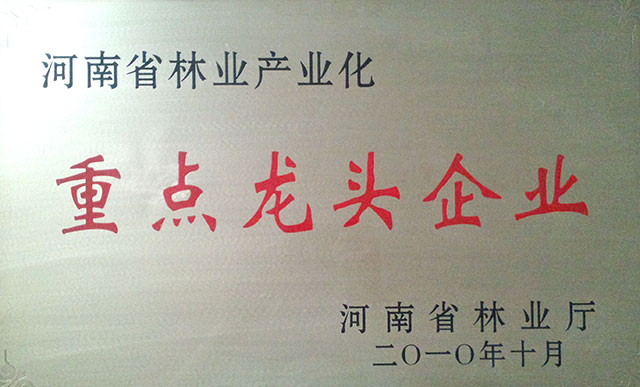 河南省林业产业化
重点龙头企业
河南省林业厅
二〇一〇年十月